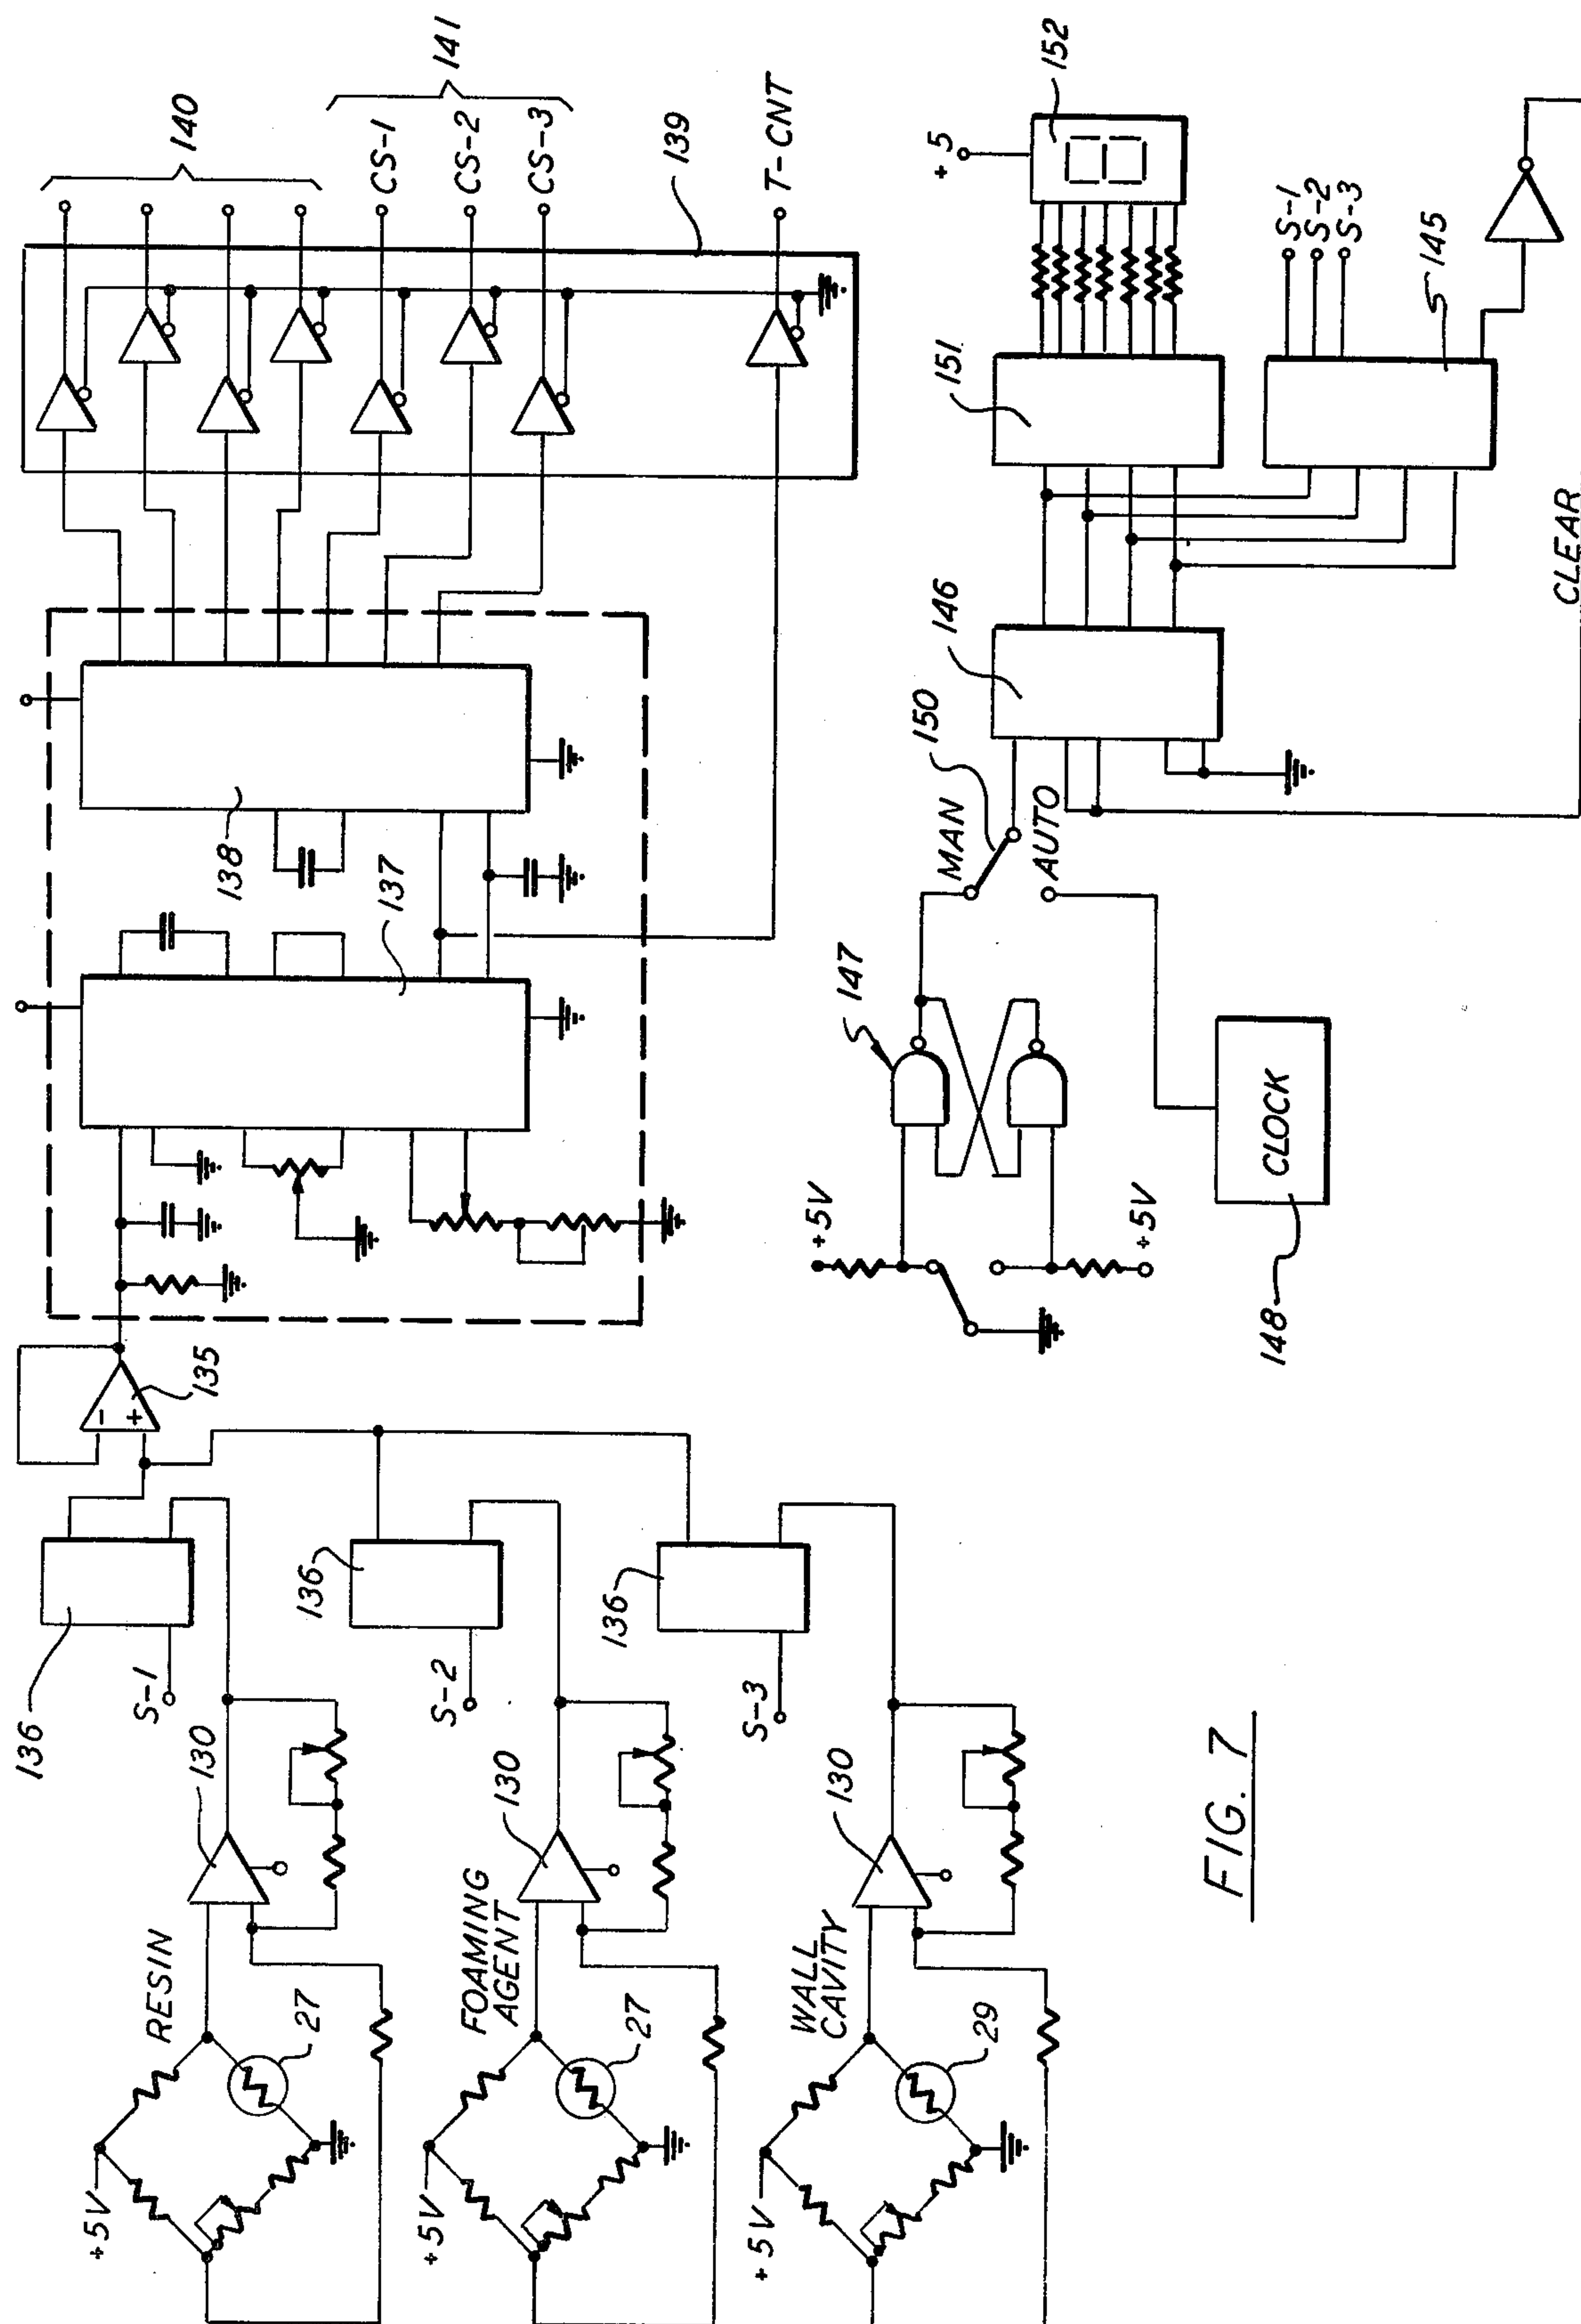 140
141
CS-1
CS-2
CS-3
139
T-CNT
138
137
135
136
136
136
S-1
S-2
S-3
130
130
130
RESIN
27
+5V
FOAMING
AGENT
27
+5V
WALL
CAVITY
29
+5V
+5
152
151
S-1
S-2
S-3
145
146
150
MAN
AUTO
CLEAR
147
+5V
+5V
CLOCK
148
- +
FIG. 7